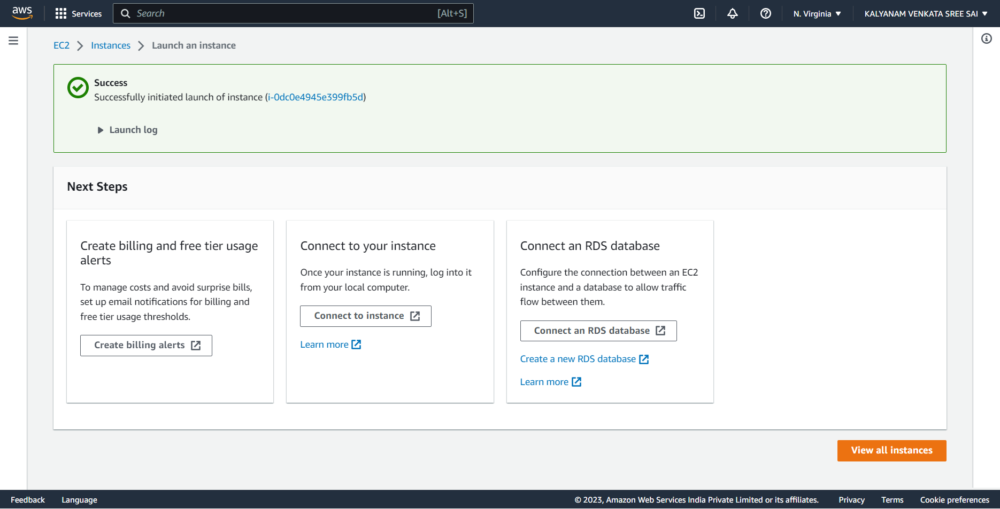 aws
Services
Search
[Alt+S]
N. Virginia
KALYANAM VENKATA SREE SAI
EC2
Instances
Launch an instance
Success
Successfully initiated launch of instance (i-0dc0e4945e399fb5d)
Launch log
Next Steps
Create billing and free tier usage
alerts
To manage costs and avoid surprise bills,
set up email notifications for billing and
free tier usage thresholds.
Create billing alerts
Connect to your instance
Once your instance is running, log into it
from your local computer.
Connect to instance
Learn more
Connect an RDS database
Configure the connection between an EC2
instance and a database to allow traffic
flow between them.
Connect an RDS database
Create a new RDS database
Learn more
View all instances
Feedback
Language
© 2023, Amazon Web Services India Private Limited or its affiliates.
Privacy
Terms
Cookie preferences